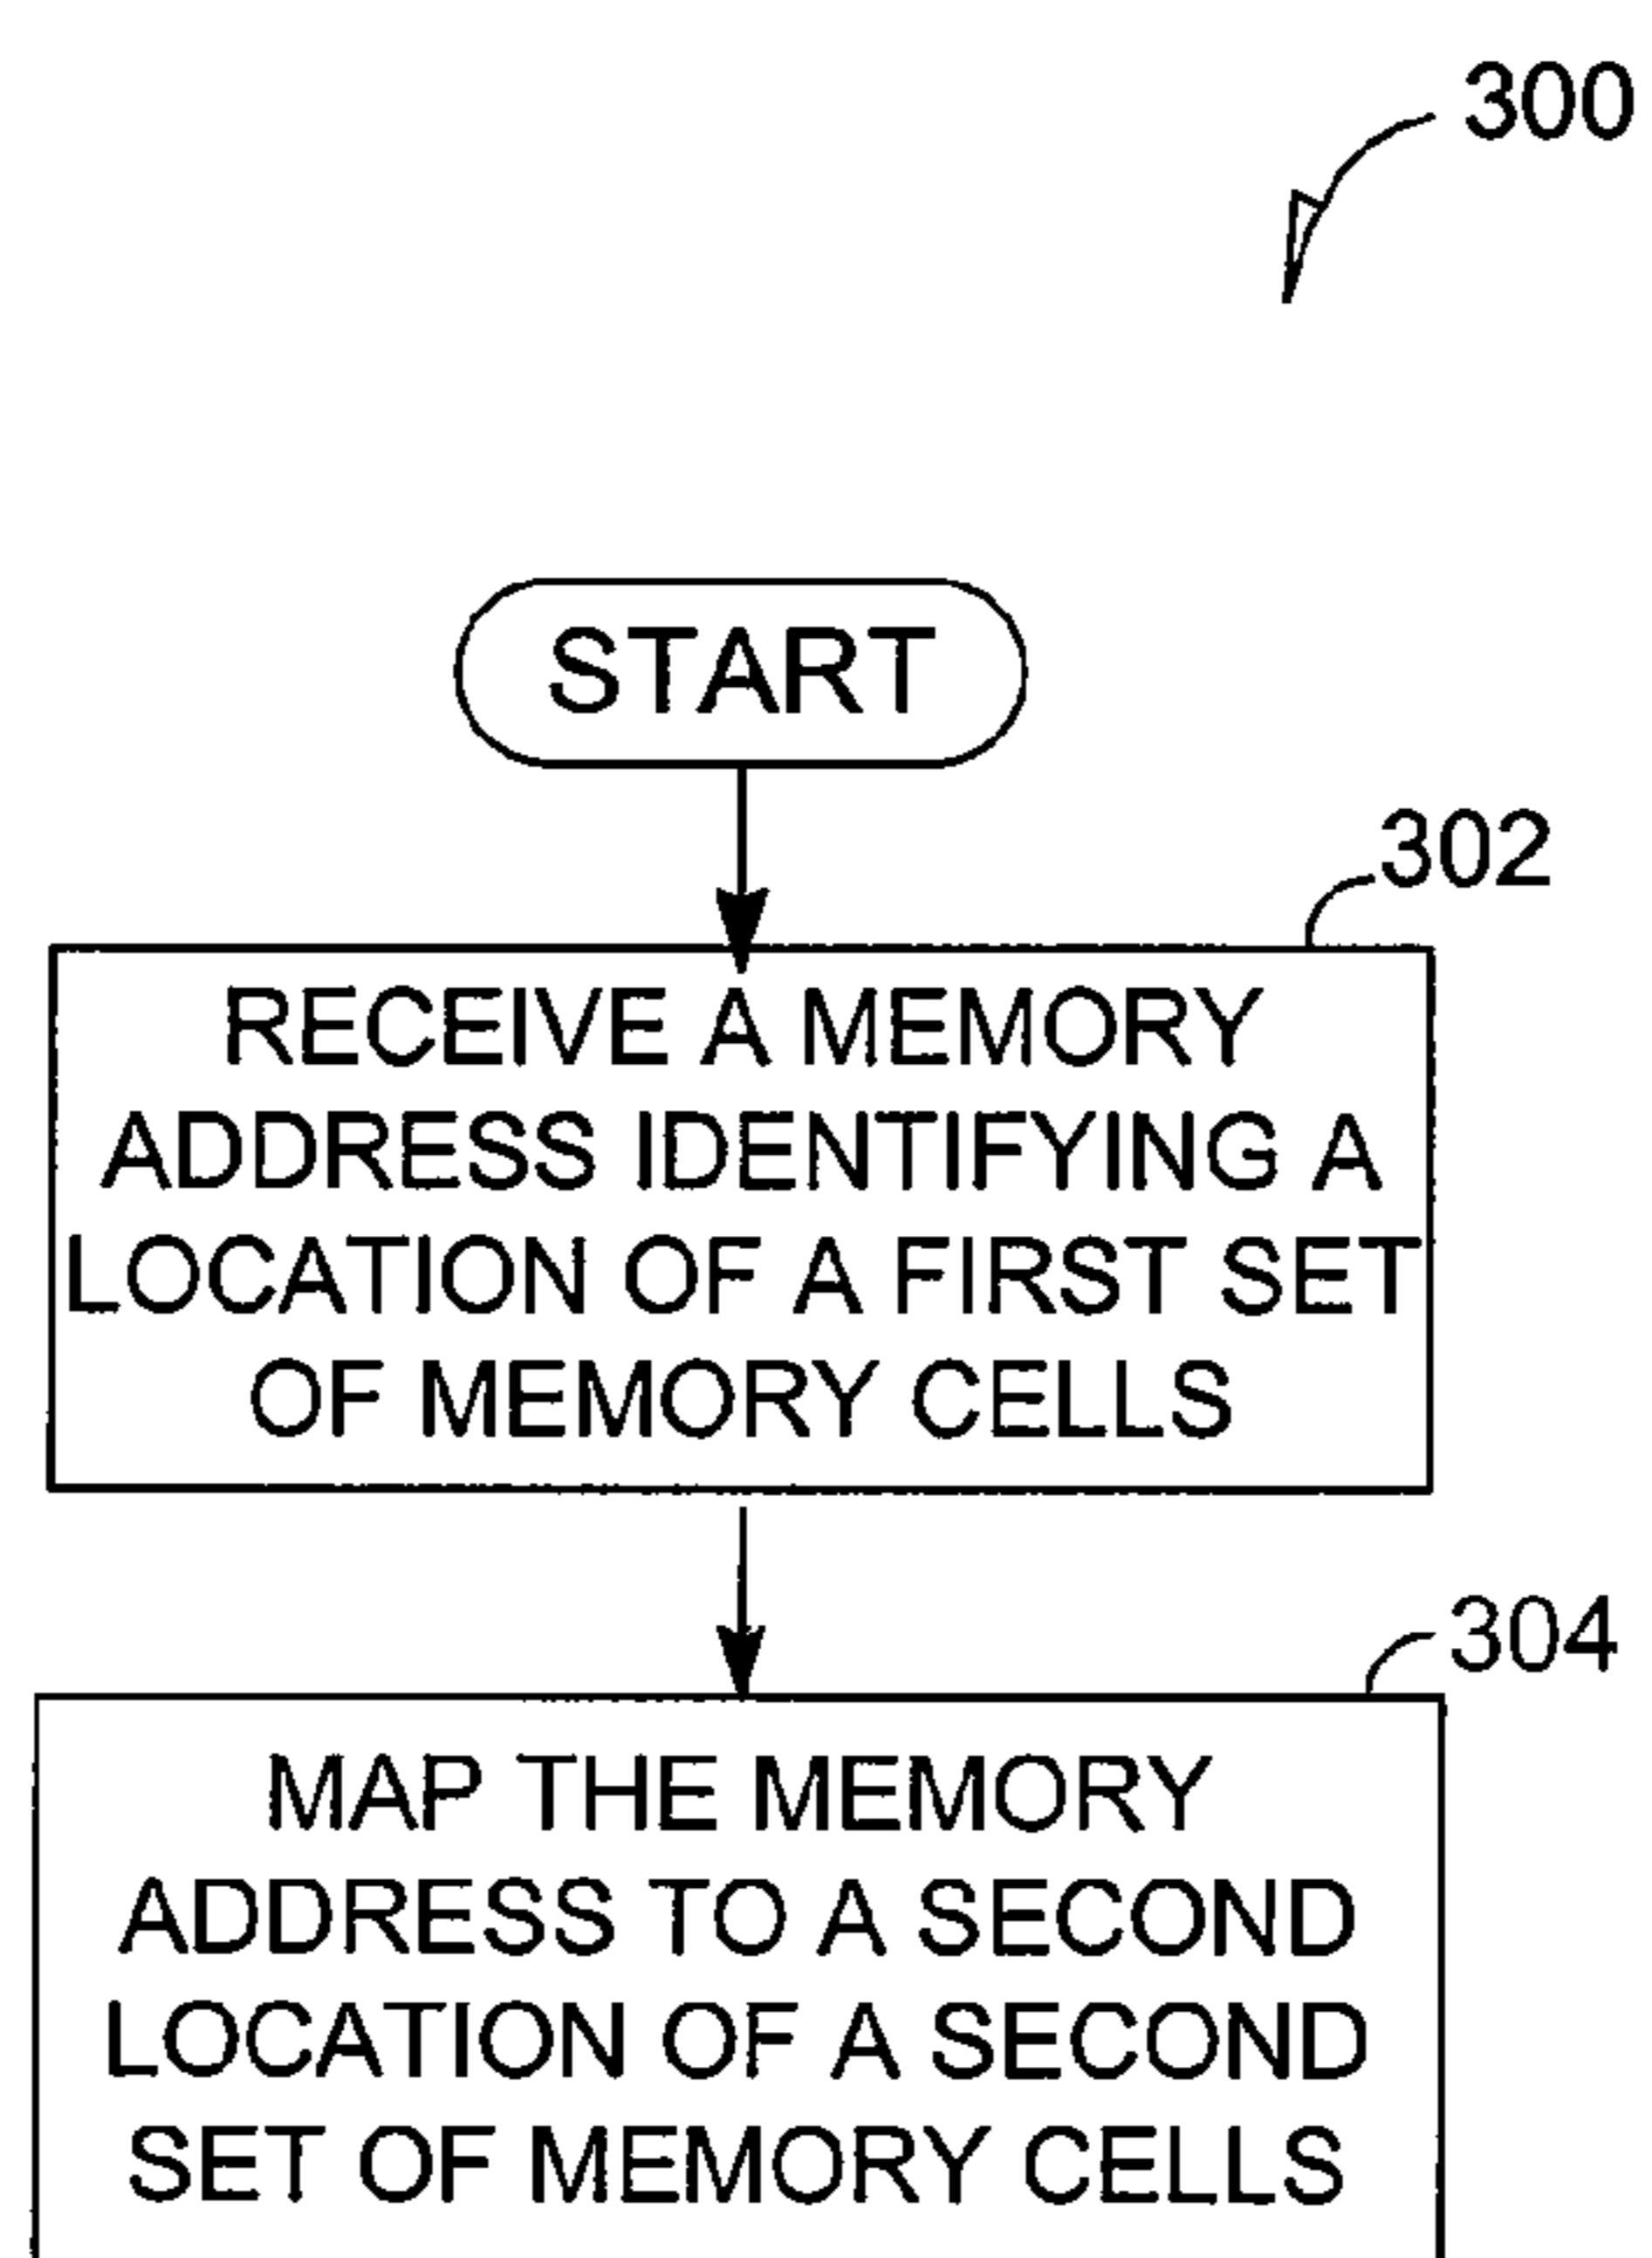 300
START
302
RECEIVE A MEMORY
ADDRESS IDENTIFYING A
LOCATION OF A FIRST SET
OF MEMORY CELLS
304
MAP THE MEMORY
ADDRESS TO A SECOND
LOCATION OF A SECOND
SET OF MEMORY CELLS